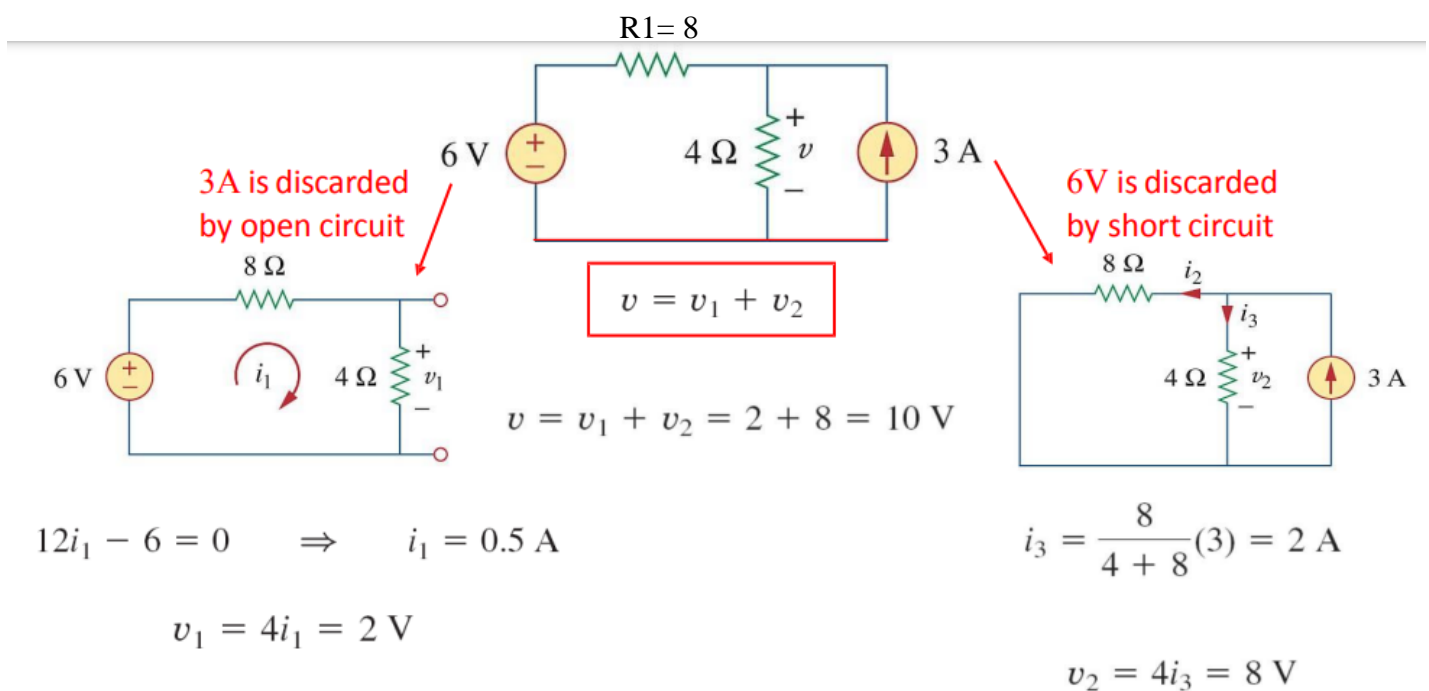 R1= 8
6 V
+
−
4 Ω
+
v
−
3 A
3A is discarded
by open circuit
6V is discarded
by short circuit
8 Ω
6 V
+
−
i₁
4 Ω
+
v₁
−
v = v₁ + v₂
v = v₁ + v₂ = 2 + 8 = 10 V
8 Ω
i₂
i₃
4 Ω
+
v₂
−
3 A
12i₁ − 6 = 0 ⇒ i₁ = 0.5 A
v₁ = 4i₁ = 2 V
i₃ = 8/(4 + 8) (3) = 2 A
v₂ = 4i₃ = 8 V